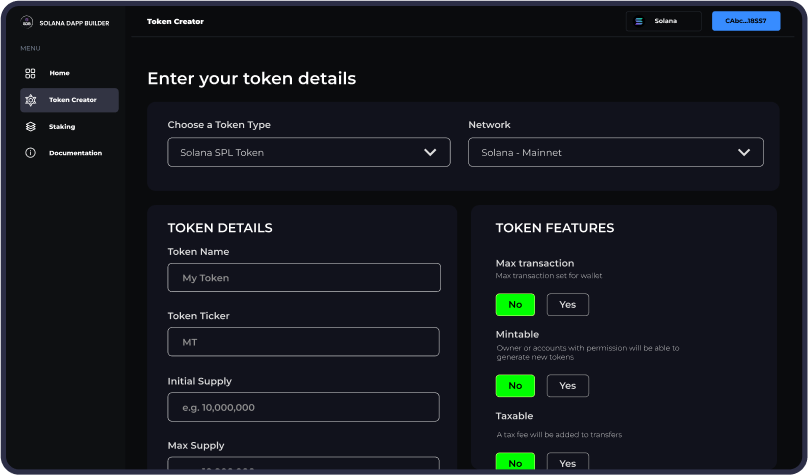 SDB
SOLANA DAPP BUILDER
Token Creator
Solana
CAbc...18557
MENU
Home
Token Creator
Staking
Documentation
Enter your token details
Choose a Token Type
Network
Solana SPL Token
Solana - Mainnet
TOKEN DETAILS
Token Name
My Token
Token Ticker
MT
Initial Supply
e.g. 10,000,000
Max Supply
TOKEN FEATURES
Max transaction
Max transaction set for wallet
No
Yes
Mintable
Owner or accounts with permission will be able to
generate new tokens
No
Yes
Taxable
A tax fee will be added to transfers
No
Yes